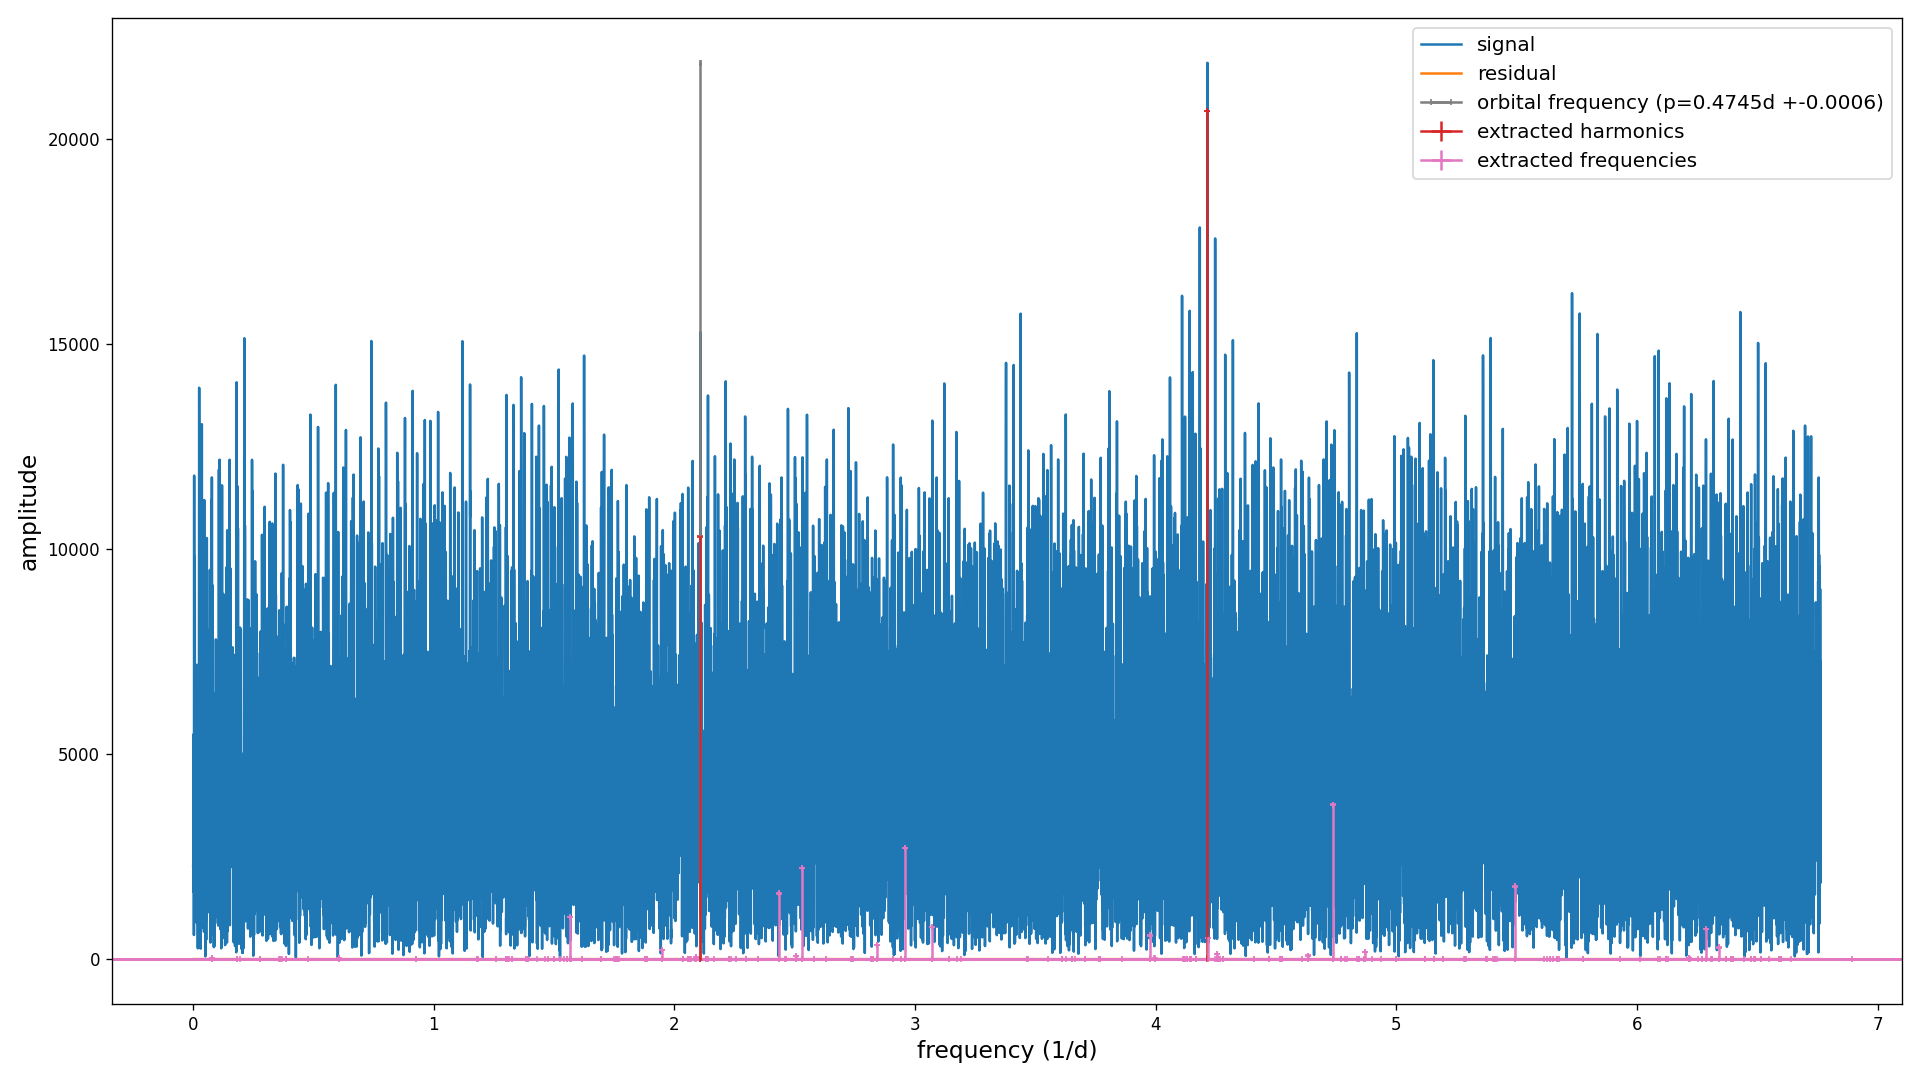 signal
residual
orbital frequency (p=0.4745d +-0.0006)
extracted harmonics
extracted frequencies
20000
15000
10000
5000
0
amplitude
0 1 2 3 4 5 6 7
frequency (1/d)